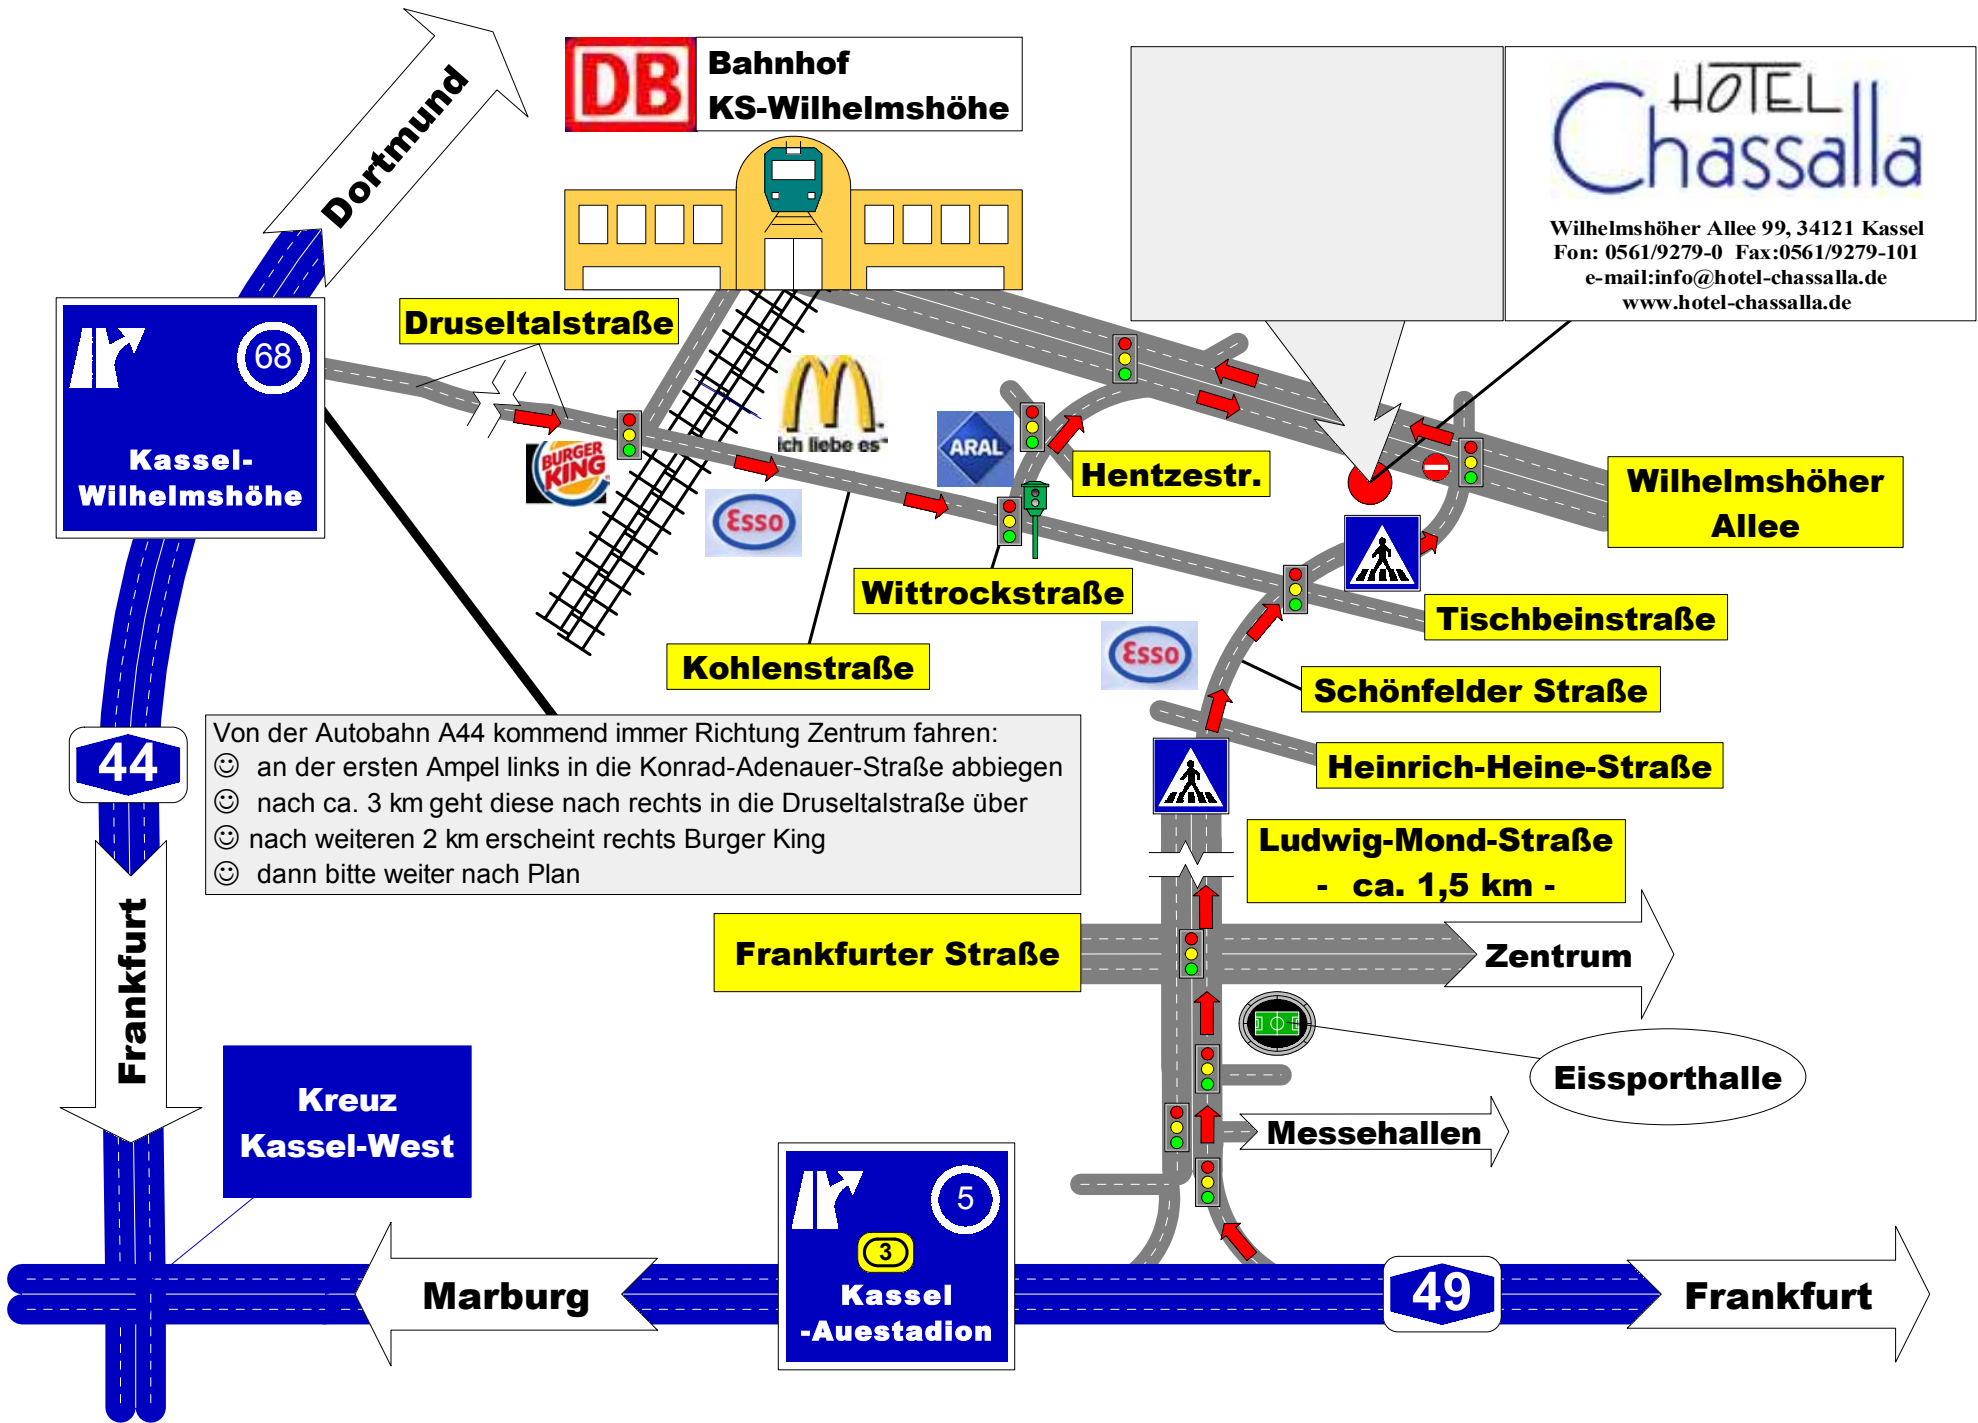 Dortmund
DB
Bahnhof
KS-Wilhelmshöhe
HOTEL
Chassalla
Wilhelmshöher Allee 99, 34121 Kassel
Fon: 0561/9279-0 Fax:0561/9279-101
e-mail:info@hotel-chassalla.de
www.hotel-chassalla.de
68
Kassel-
Wilhelmshöhe
Druseltalstraße
ich liebe es™
BURGER
KING
ARAL
Esso
Hentzestr.
Wilhelmshöher
Allee
Wittrockstraße
Tischbeinstraße
Kohlenstraße
Esso
Schönfelder Straße
Heinrich-Heine-Straße
44
Von der Autobahn A44 kommend immer Richtung Zentrum fahren:
☺ an der ersten Ampel links in die Konrad-Adenauer-Straße abbiegen
☺ nach ca. 3 km geht diese nach rechts in die Druseltalstraße über
☺ nach weiteren 2 km erscheint rechts Burger King
☺ dann bitte weiter nach Plan
Ludwig-Mond-Straße
- ca. 1,5 km -
Frankfurter Straße
Zentrum
Frankfurt
Eissporthalle
Messehallen
Kreuz
Kassel-West
5
3
Kassel
-Auestadion
Marburg
49
Frankfurt